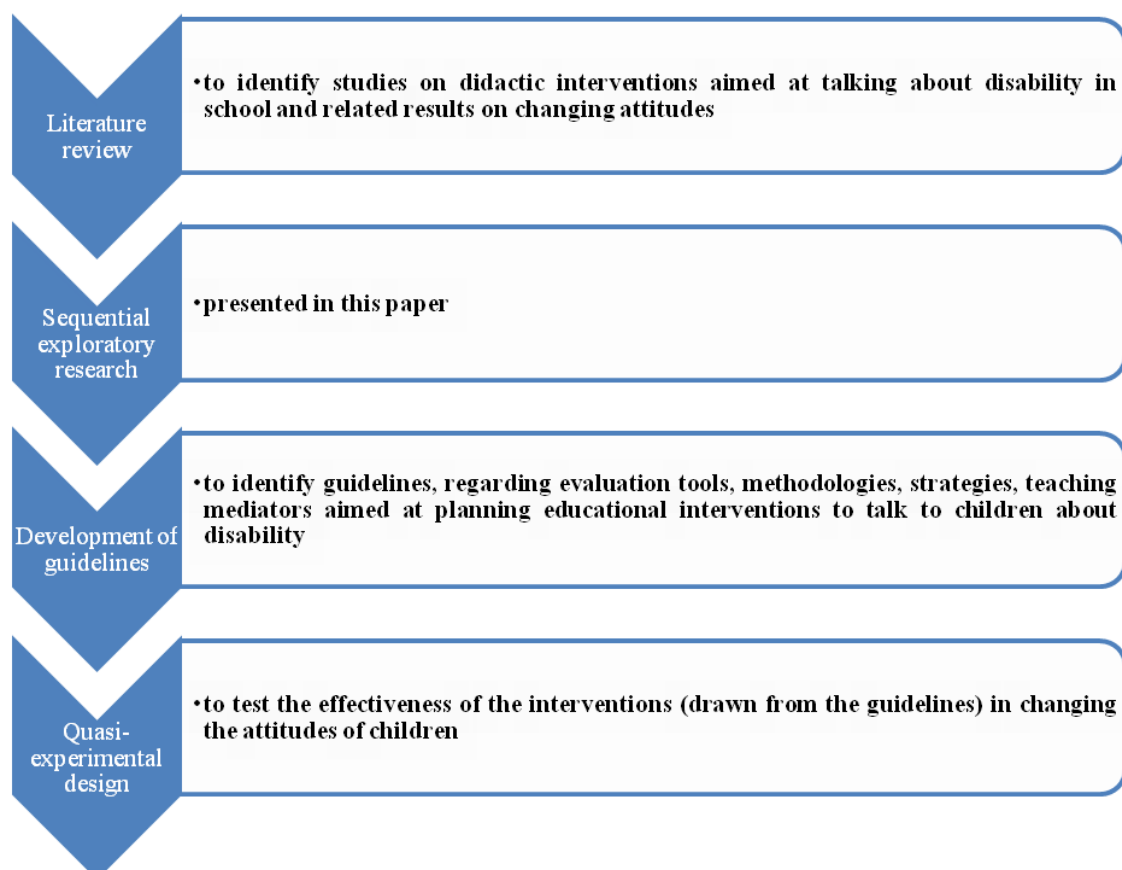 Literature
review
•to identify studies on didactic interventions aimed at talking about disability in
school and related results on changing attitudes
Sequential
exploratory
research
•presented in this paper
Development of
guidelines
•to identify guidelines, regarding evaluation tools, methodologies, strategies, teaching
mediators aimed at planning educational interventions to talk to children about
disability
Quasi-
experimental
design
•to test the effectiveness of the interventions (drawn from the guidelines) in changing
the attitudes of children